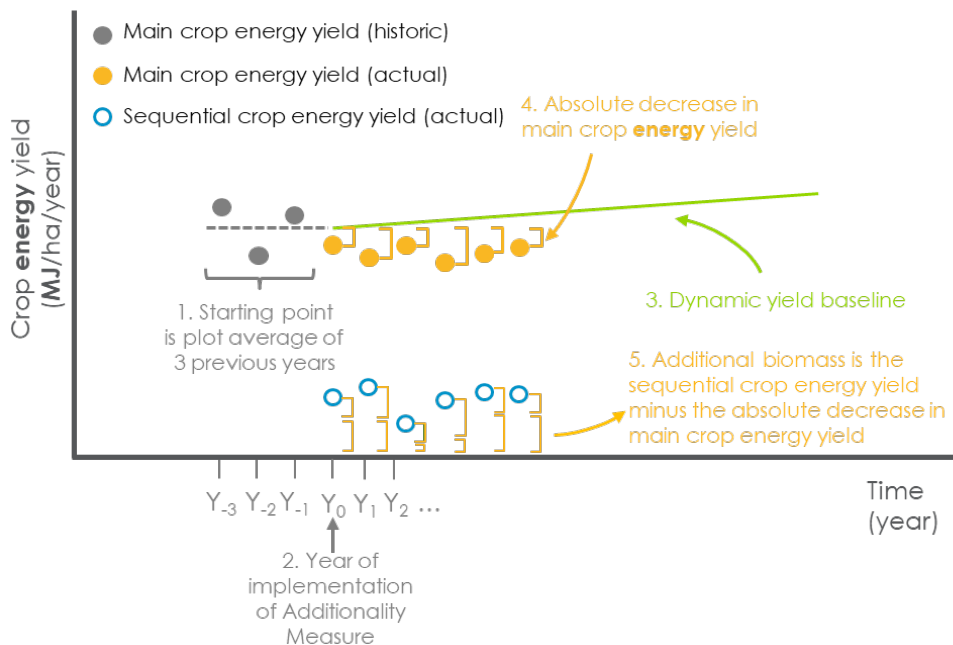 Main crop energy yield (historic)
Main crop energy yield (actual)
Sequential crop energy yield (actual)
4. Absolute decrease in
main crop energy yield
Crop energy yield
(MJ/ha/year)
1. Starting point
is plot average of
3 previous years
3. Dynamic yield baseline
5. Additional biomass is the
sequential crop energy yield
minus the absolute decrease in
main crop energy yield
Y-3 Y-2 Y-1 Y0 Y1 Y2 ...
Time
(year)
2. Year of
implementation
of Additionality
Measure